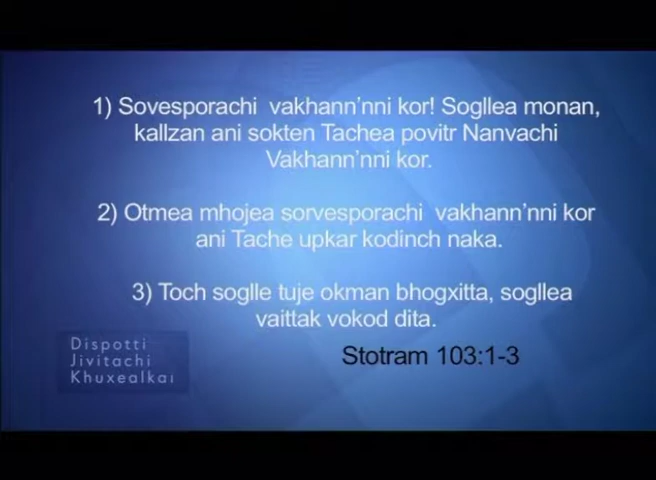 1) Sovesporachi vakhann’nni kor! Sogllea monan,
kallzan ani sokten Tachea povitr Nanvachi
Vakhann’nni kor.
2) Otmea mhojea sorvesporachi vakhann’nni kor
ani Tache upkar kodinch naka.
3) Toch soglle tuje okman bhogxitta, sogllea
vaittak vokod dita.
Stotram 103:1-3
Dispotti
Jivitachi
Khuxealkai